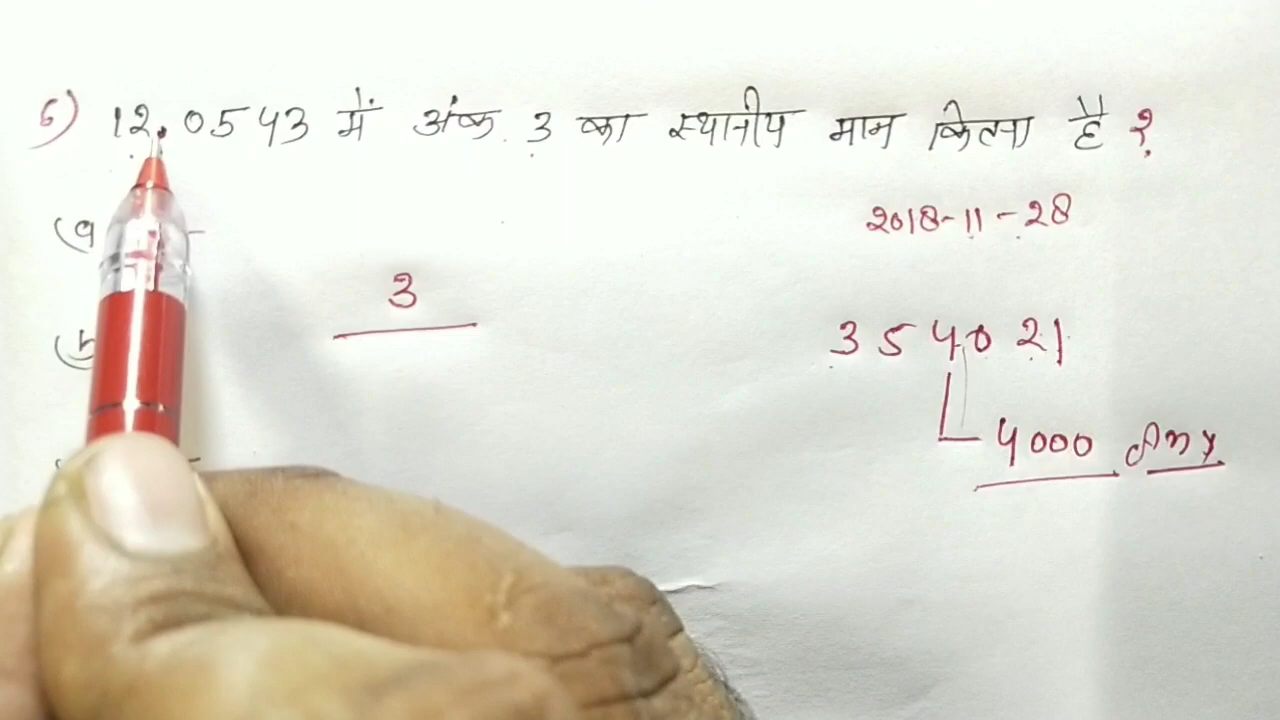 6) 12.0543 में अंक 3 का स्थानीय मान कितना है ?
2018-11-28
(a
3
354021
(b
4000 Ans